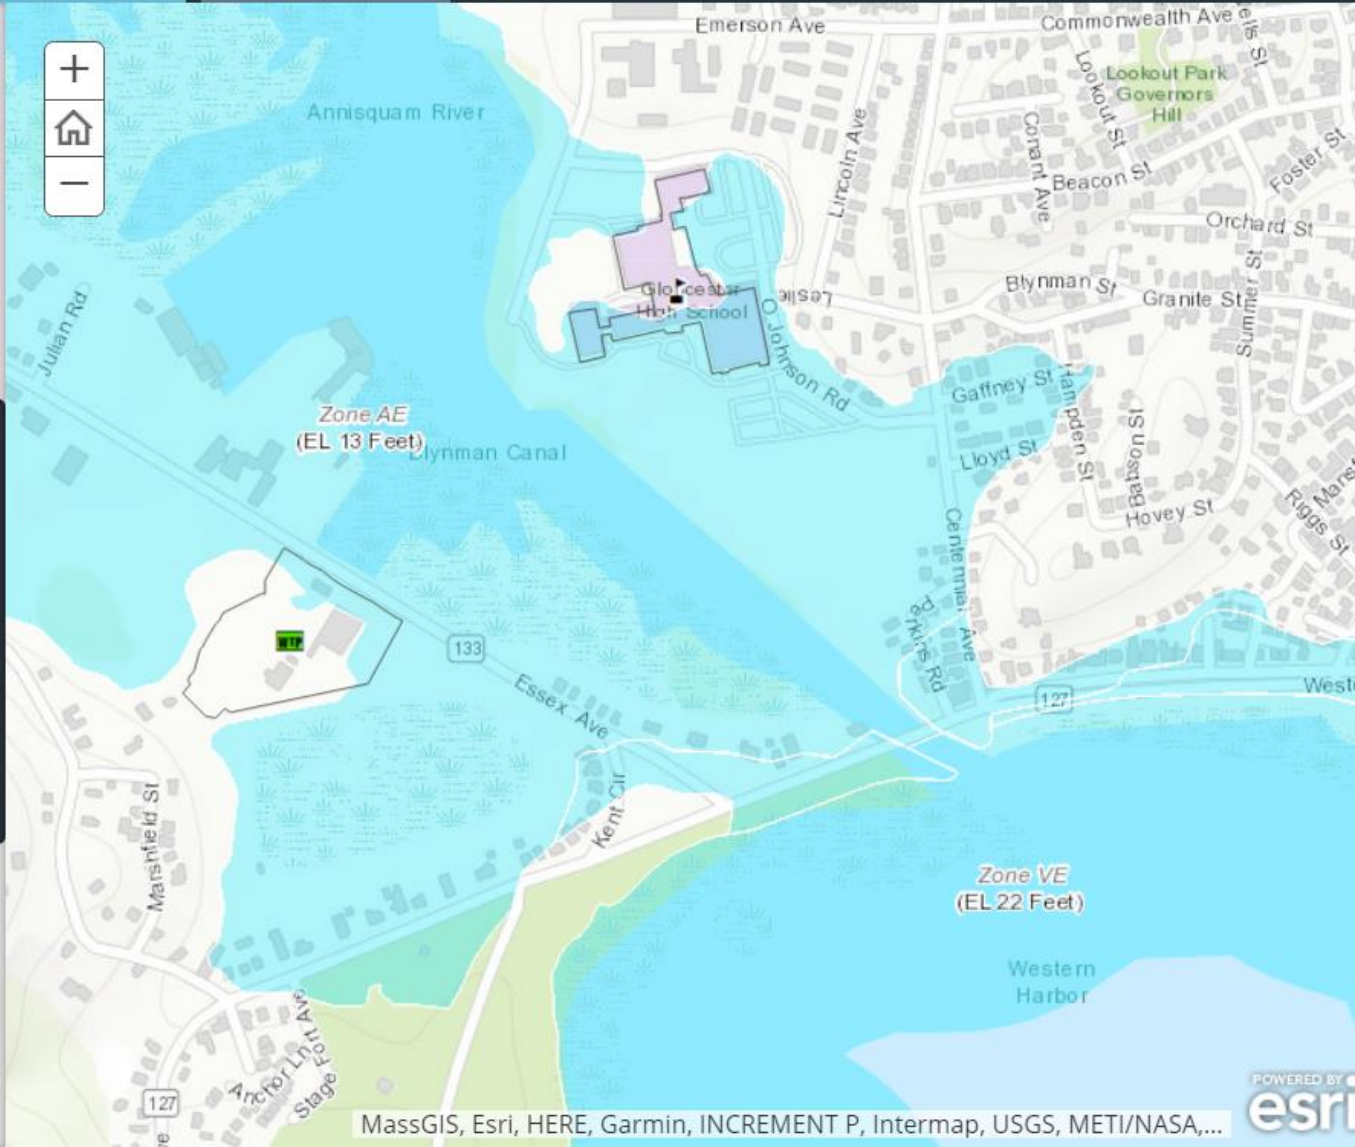 +
−
Emerson Ave
Commonwealth Ave
Lookout St
Lookout Park
Governors
Hill
Annisquam River
Lincoln Ave
Conant Ave
Beacon St
Foster St
Orchard St
Summer St
Julian Rd
Gloucester
High School
Leslie O Johnson Rd
Blynman St
Granite St
Gaffney St
Hampden St
Bateson St
Zone AE
(EL 13 Feet)
Blynman Canal
Lloyd St
Hovey St
Riggs St
Centennial Ave
Perkins Rd
WTP
133
Essex Ave
127
Kent Cir
Marshfield St
Zone VE
(EL 22 Feet)
Western
Harbor
Anchor Ln
Stage Fort Ave
127
MassGIS, Esri, HERE, Garmin, INCREMENT P, Intermap, USGS, METI/NASA,...
POWERED BY
esri